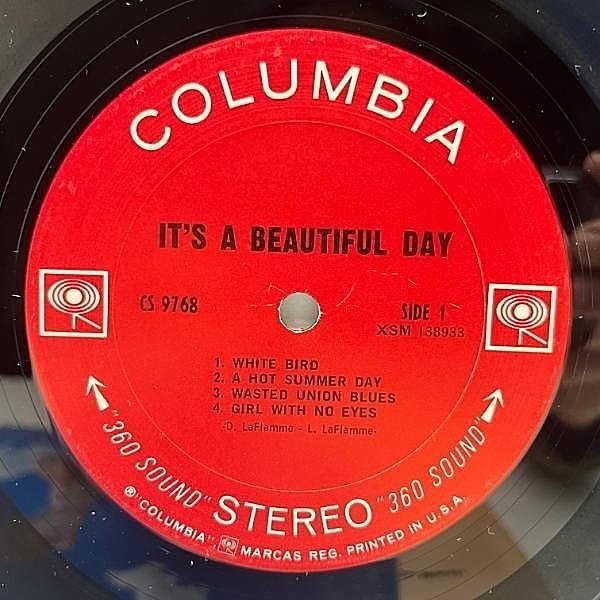 COLUMBIA
IT'S A BEAUTIFUL DAY
CS 9768
SIDE 1
XSM 138933
1. WHITE BIRD
2. A HOT SUMMER DAY
3. WASTED UNION BLUES
4. GIRL WITH NO EYES
-D. LaFlamme - L. LaFlamme-
"360 SOUND" STEREO "360 SOUND"
® "COLUMBIA", MARCAS REG. PRINTED IN U.S.A.